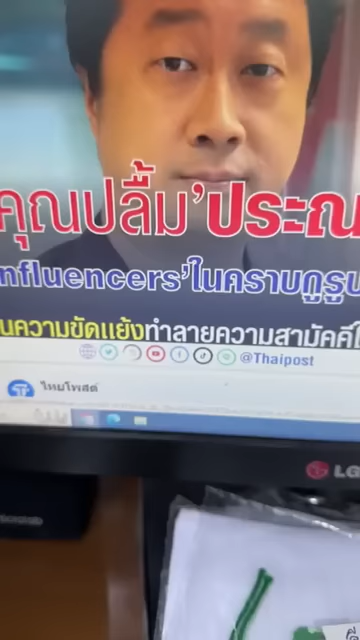 คุณปลื้ม'ประณ
influencers'ในคราบกูรู
นความขัดแย้งทำลายความสามัคคีใ
@Thaipost
ไทยโพสต์
LG